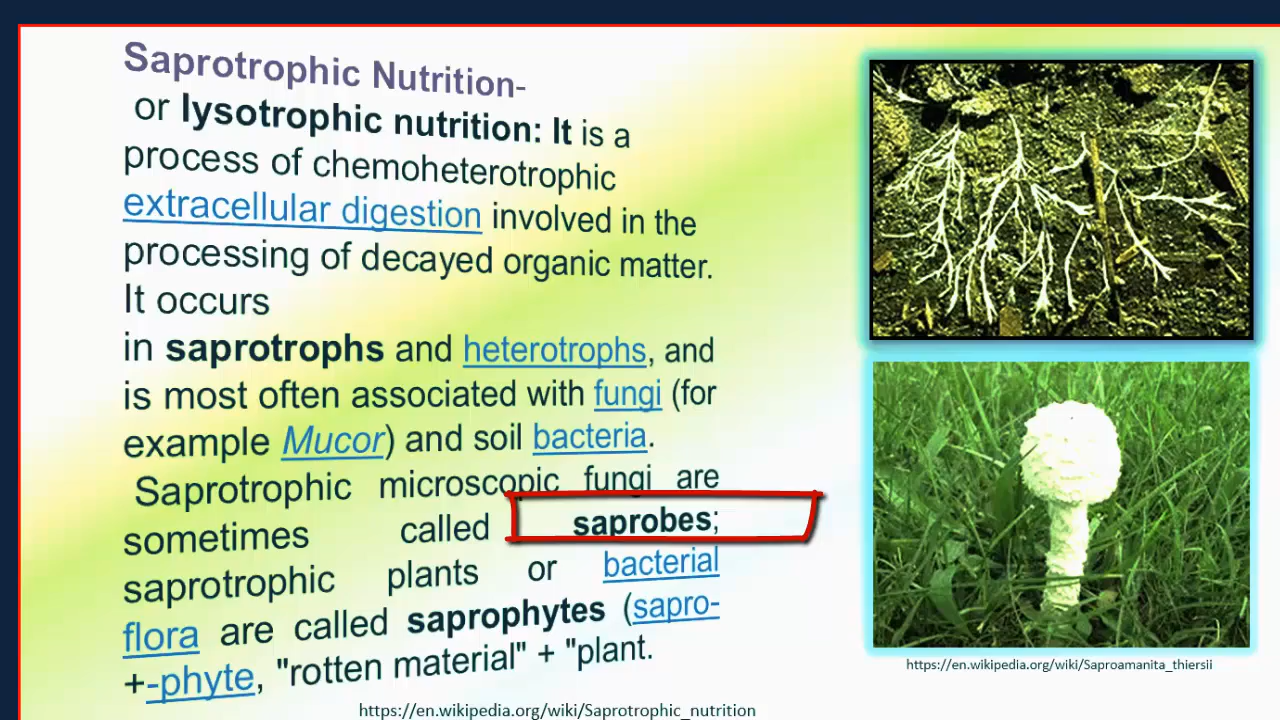 Saprotrophic Nutrition-
or lysotrophic nutrition: It is a
process of chemoheterotrophic
extracellular digestion involved in the
processing of decayed organic matter.
It occurs
in saprotrophs and heterotrophs, and
is most often associated with fungi (for
example Mucor) and soil bacteria.
Saprotrophic microscopic fungi are
sometimes called saprobes;
saprotrophic plants or bacterial
flora are called saprophytes (sapro-
+-phyte, "rotten material" + "plant.
https://en.wikipedia.org/wiki/Saprotrophic_nutrition
https://en.wikipedia.org/wiki/Saproamanita_thiersii